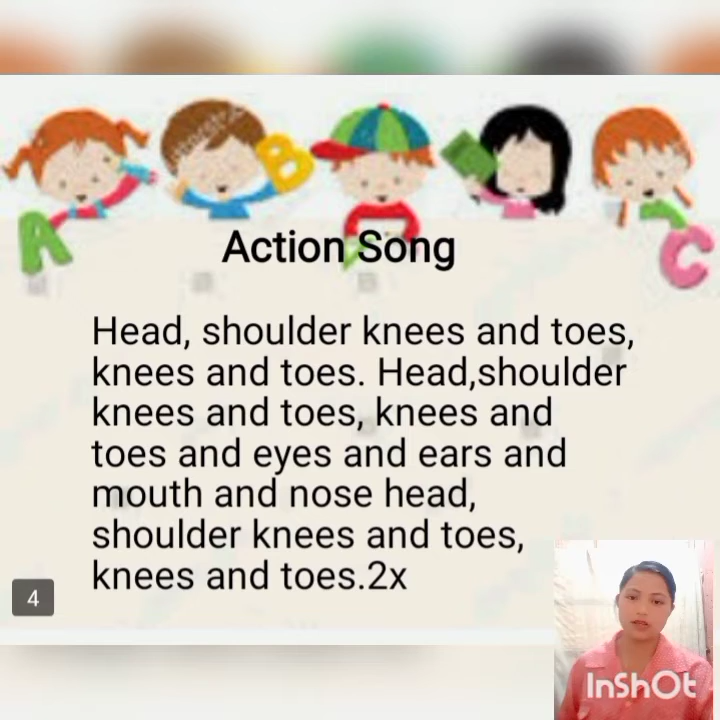 A
B
C
Action Song
Head, shoulder knees and toes,
knees and toes. Head,shoulder
knees and toes, knees and
toes and eyes and ears and
mouth and nose head,
shoulder knees and toes,
knees and toes.2x
4
InShOt